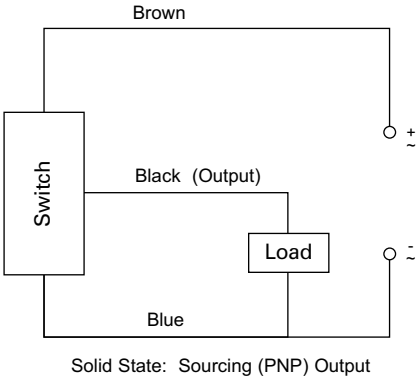 Brown
+
~
Switch
Black (Output)
Load
-
~
Blue
Solid State: Sourcing (PNP) Output